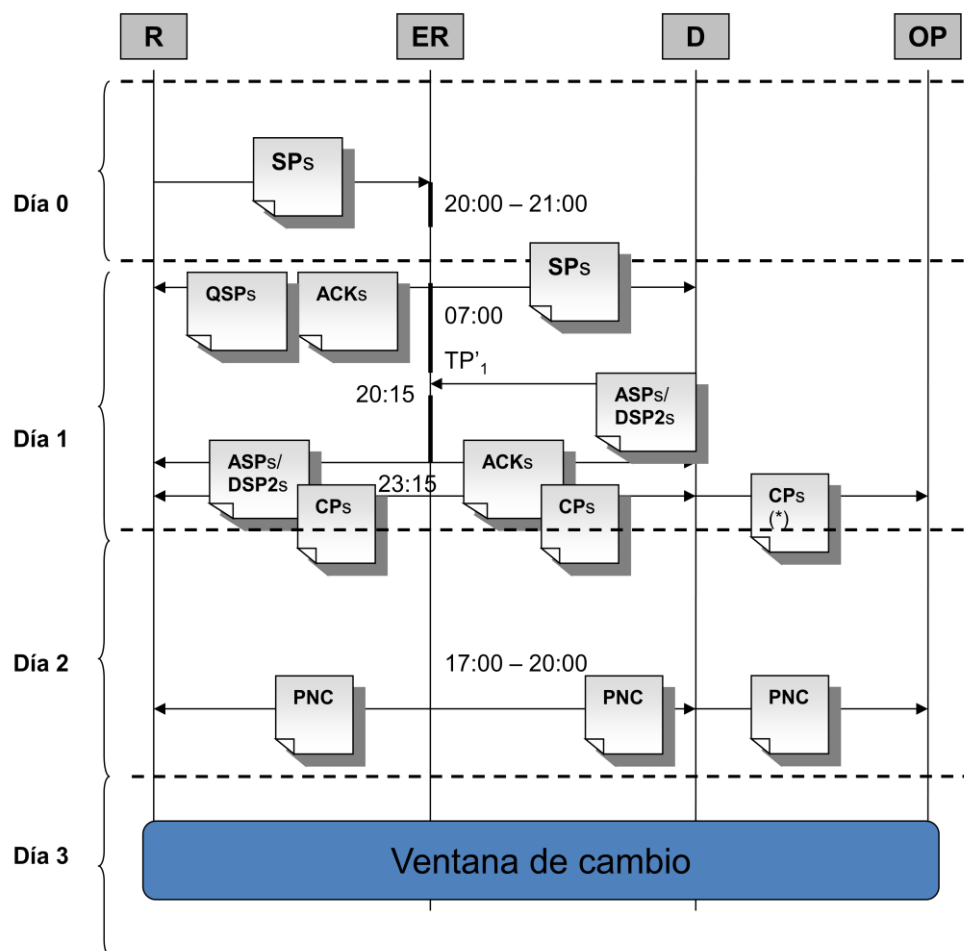 R
ER
D
OP
Día 0
SPs
20:00 – 21:00
Día 1
QSPs
ACKs
SPs
07:00
TP'₁
20:15
ASPs/
DSP2s
ASPs/
DSP2s
23:15
ACKs
CPs
CPs
CPs
(*)
Día 2
17:00 – 20:00
PNC
PNC
PNC
Día 3
Ventana de cambio